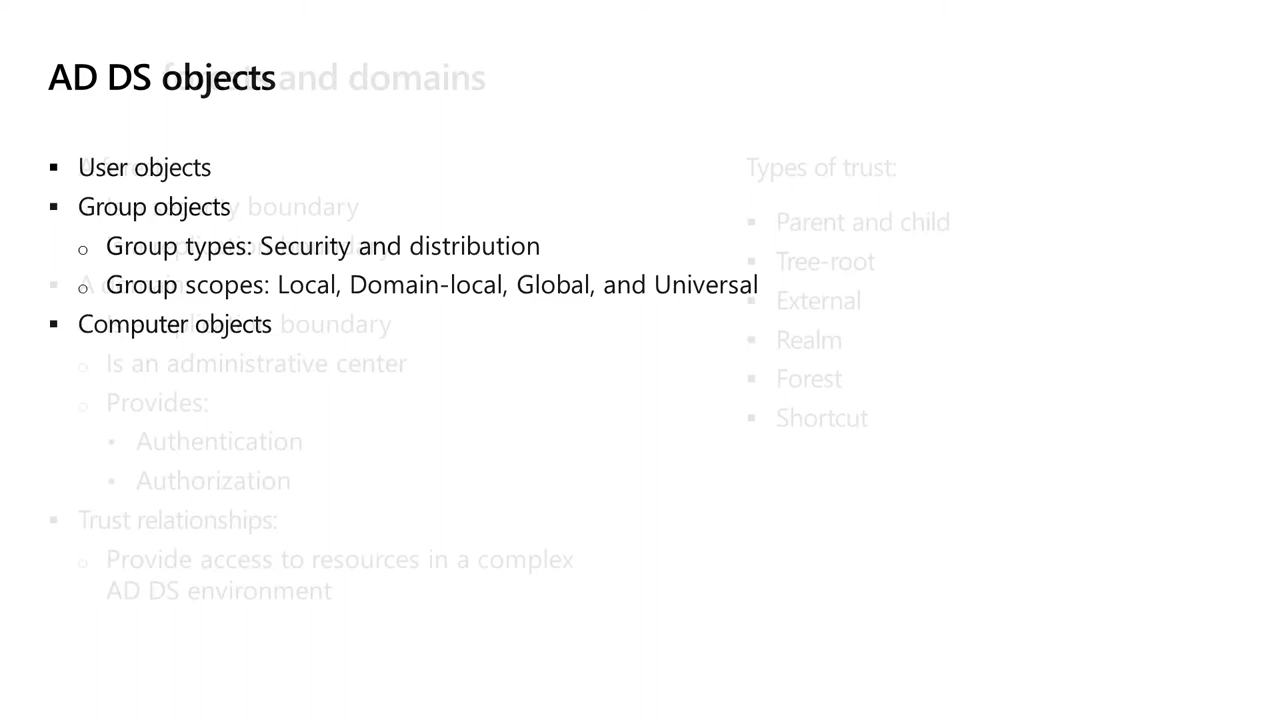 AD DS objects and domains
User objects
Group objects
y boundary
Group types: Security and distribution
Group scopes: Local, Domain-local, Global, and Universal
Computer objects
boundary
Is an administrative center
Provides:
Authentication
Authorization
Trust relationships:
Provide access to resources in a complex
AD DS environment
Types of trust:
Parent and child
Tree-root
External
Realm
Forest
Shortcut